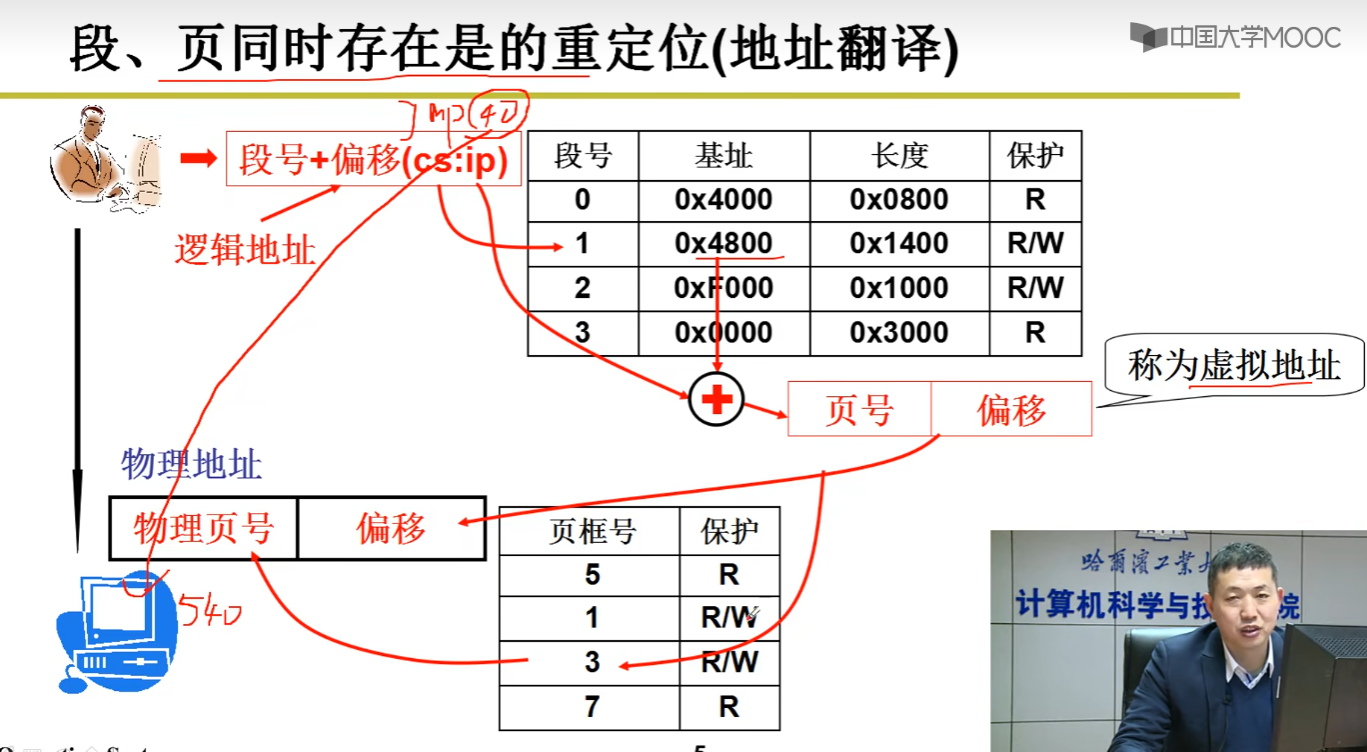 段、页同时存在是的重定位(地址翻译)
中国大学MOOC
jmp(40)
段号+偏移(cs:ip)
逻辑地址
段号 基址 长度 保护
0 0x4000 0x0800 R
1 0x4800 0x1400 R/W
2 0xF000 0x1000 R/W
3 0x0000 0x3000 R
称为虚拟地址
+
页号 偏移
物理地址
物理页号 偏移
页框号 保护
5 R
1 R/W
3 R/W
7 R
540
哈尔滨工业大
计算机科学与技 院